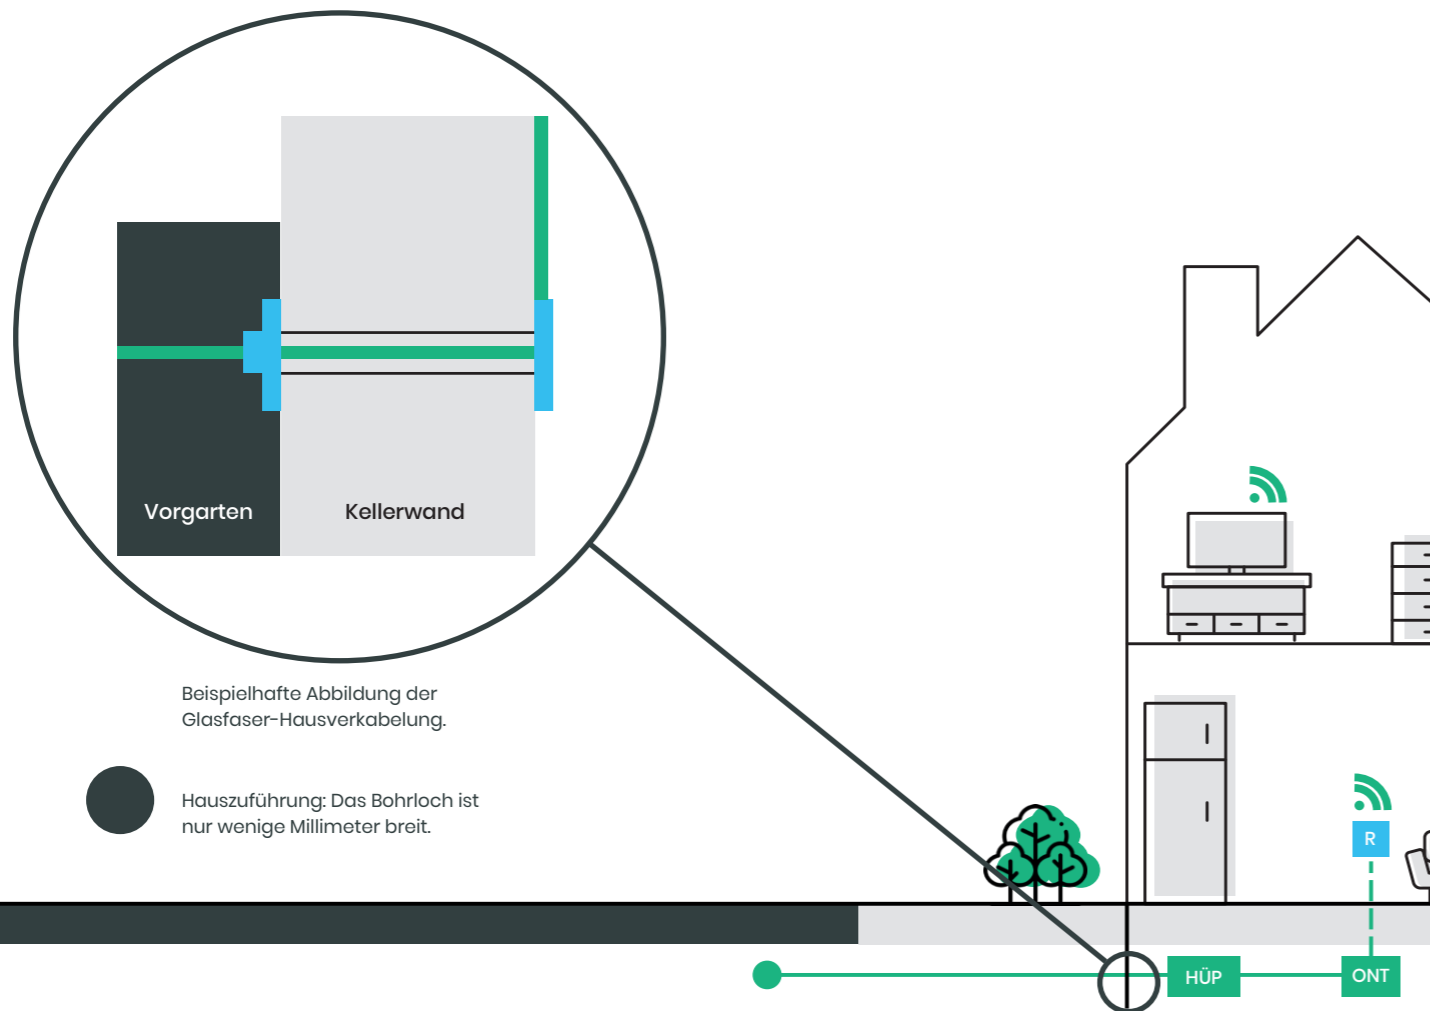 Vorgarten
Kellerwand
Beispielhafte Abbildung der
Glasfaser-Hausverkabelung.
Hauszuführung: Das Bohrloch ist
nur wenige Millimeter breit.
R
HÜP
ONT